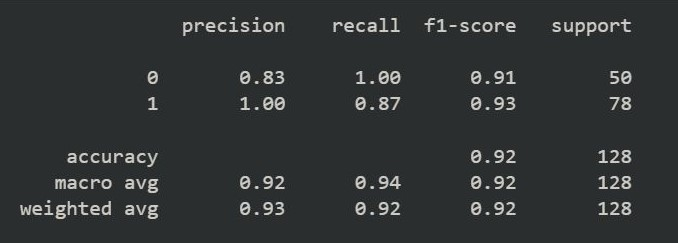 precision recall f1-score support
0 0.83 1.00 0.91 50
1 1.00 0.87 0.93 78
accuracy 0.92 128
macro avg 0.92 0.94 0.92 128
weighted avg 0.93 0.92 0.92 128